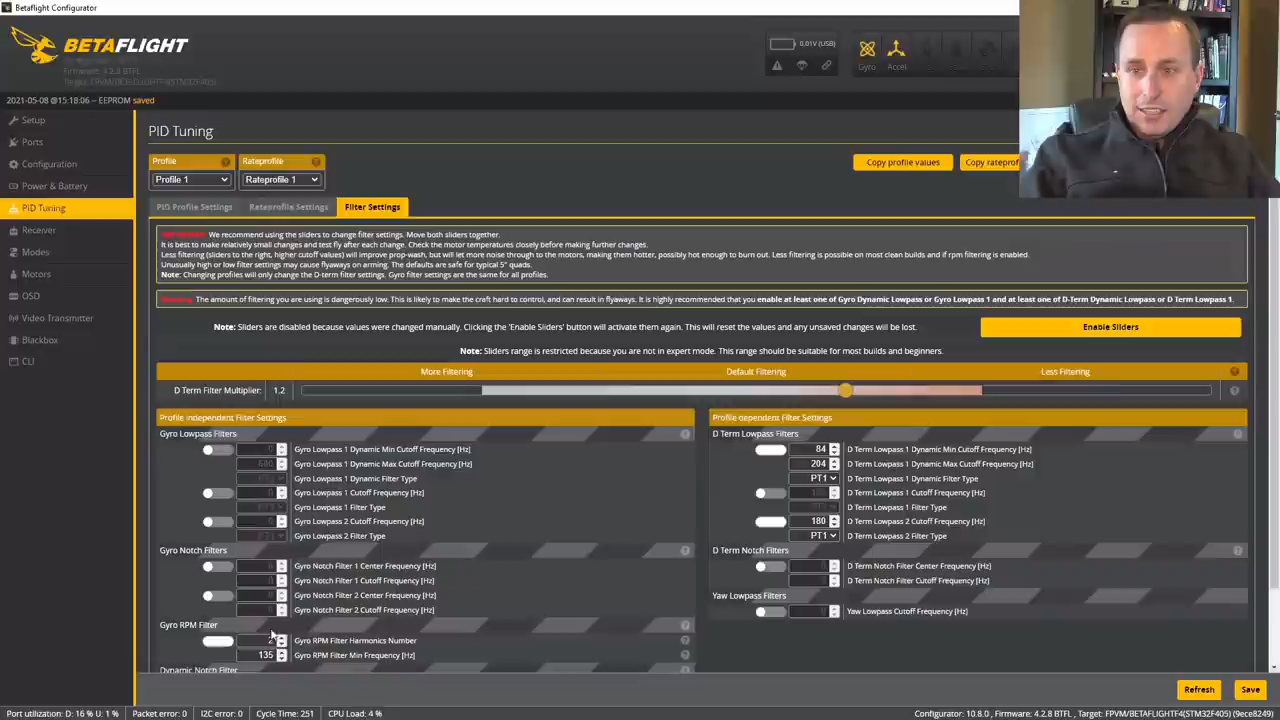 Betaflight Configurator
BETAFLIGHT
Firmware: 4.2.8 BTFL
Target: FPVM/BETAFLIGHTF4(STM32F405)
0.01V (USB)
Gyro
Accel
2021-05-08 @15:18:06 -- EEPROM saved
Setup
Ports
Configuration
Power & Battery
PID Tuning
Receiver
Modes
Motors
OSD
Video Transmitter
Blackbox
CLI
PID Tuning
Profile
Rateprofile
Profile 1
Rateprofile 1
Copy profile values
Copy rateprof
PID Profile Settings
Rateprofile Settings
Filter Settings
We recommend using the sliders to change filter settings. Move both sliders together.
It is best to make relatively small changes and test fly after each change. Check the motor temperatures closely before making further changes.
Less filtering (sliders to the right, higher cutoff values) will improve prop-wash, but will let more noise through to the motors, making them hotter, possibly hot enough to burn out. Less filtering is possible on most clean builds and if rpm filtering is enabled.
Unusually high or low filter settings may cause flyaways on arming. The defaults are safe for typical 5" quads.
Note: Changing profiles will only change the D-term filter settings. Gyro filter settings are the same for all profiles.
The amount of filtering you are using is dangerously low. This is likely to make the craft hard to control, and can result in flyaways. It is highly recommended that you enable at least one of Gyro Dynamic Lowpass or Gyro Lowpass 1 and at least one of D-Term Dynamic Lowpass or D Term Lowpass 1.
Note: Sliders are disabled because values were changed manually. Clicking the 'Enable Sliders' button will activate them again. This will reset the values and any unsaved changes will be lost.
Enable Sliders
Note: Sliders range is restricted because you are not in expert mode. This range should be suitable for most builds and beginners.
More Filtering
Default Filtering
Less Filtering
D Term Filter Multiplier:
1.2
Profile independent Filter Settings
Gyro Lowpass Filters
Gyro Lowpass 1 Dynamic Min Cutoff Frequency [Hz]
Gyro Lowpass 1 Dynamic Max Cutoff Frequency [Hz]
Gyro Lowpass 1 Dynamic Filter Type
Gyro Lowpass 1 Cutoff Frequency [Hz]
Gyro Lowpass 1 Filter Type
Gyro Lowpass 2 Cutoff Frequency [Hz]
Gyro Lowpass 2 Filter Type
Gyro Notch Filters
Gyro Notch Filter 1 Center Frequency [Hz]
Gyro Notch Filter 1 Cutoff Frequency [Hz]
Gyro Notch Filter 2 Center Frequency [Hz]
Gyro Notch Filter 2 Cutoff Frequency [Hz]
Gyro RPM Filter
Gyro RPM Filter Harmonics Number
135 Gyro RPM Filter Min Frequency [Hz]
Dynamic Notch Filter
Profile dependent Filter Settings
D Term Lowpass Filters
84 D Term Lowpass 1 Dynamic Min Cutoff Frequency [Hz]
204 D Term Lowpass 1 Dynamic Max Cutoff Frequency [Hz]
PT1 D Term Lowpass 1 Dynamic Filter Type
D Term Lowpass 1 Cutoff Frequency [Hz]
D Term Lowpass 1 Filter Type
180 D Term Lowpass 2 Cutoff Frequency [Hz]
PT1 D Term Lowpass 2 Filter Type
D Term Notch Filters
D Term Notch Filter Center Frequency [Hz]
D Term Notch Filter Cutoff Frequency [Hz]
Yaw Lowpass Filters
Yaw Lowpass Cutoff Frequency [Hz]
Refresh
Save
Port utilization: D: 16 % U: 1 %
Packet error: 0
I2C error: 0
Cycle Time: 251
CPU Load: 4 %
Configurator: 10.8.0 , Firmware: 4.2.8 BTFL , Target: FPVM/BETAFLIGHTF4(STM32F405) (9ece8249)